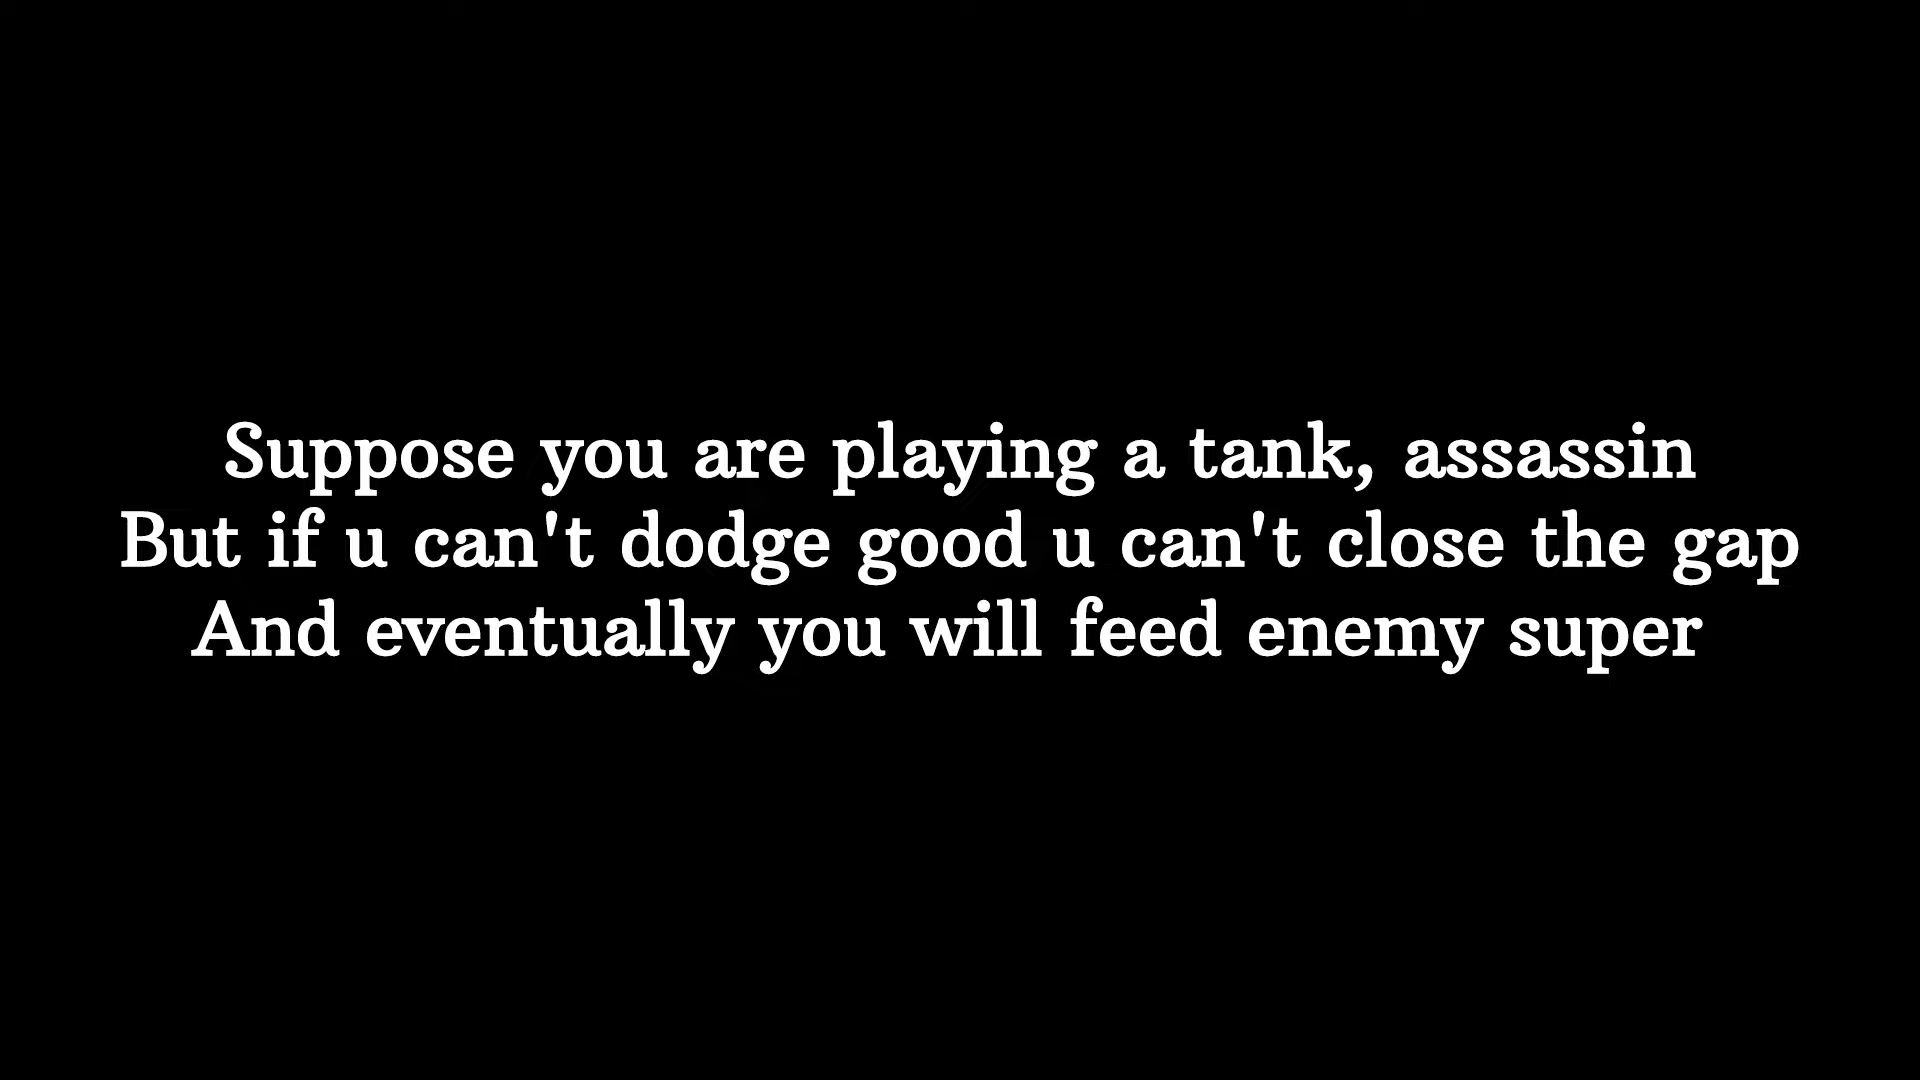 Suppose you are playing a tank, assassin
But if u can't dodge good u can't close the gap
And eventually you will feed enemy super